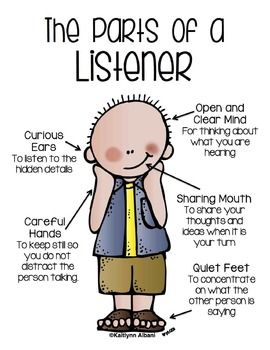 The Parts of a
Listener
Open and
Clear Mind
For thinking about
what you are
hearing
Curious
Ears
To listen to the
hidden details
Sharing Mouth
To share your
thoughts and
ideas when it is
your turn
Careful
Hands
To keep still so
you do not
distract the
person talking.
Quiet Feet
To concentrate
on what the
other person is
saying
©Kaitlynn Albani